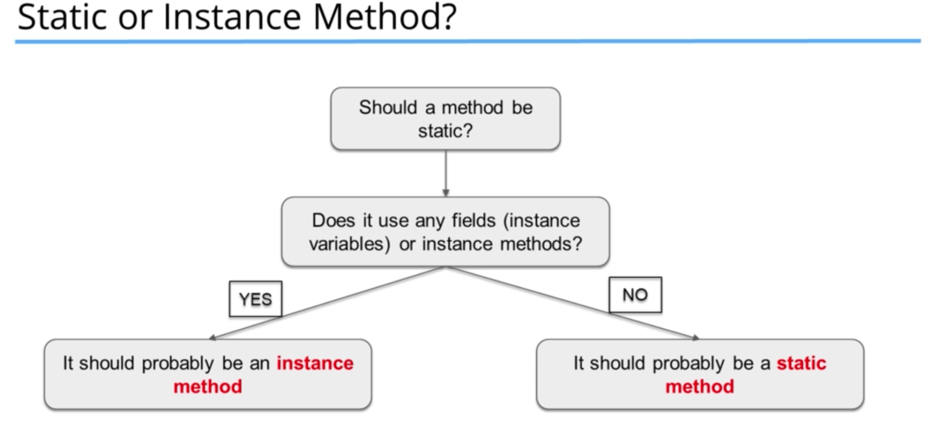 Static or Instance Method?
Should a method be
static?
Does it use any fields (instance
variables) or instance methods?
YES
NO
It should probably be an instance
method
It should probably be a static
method